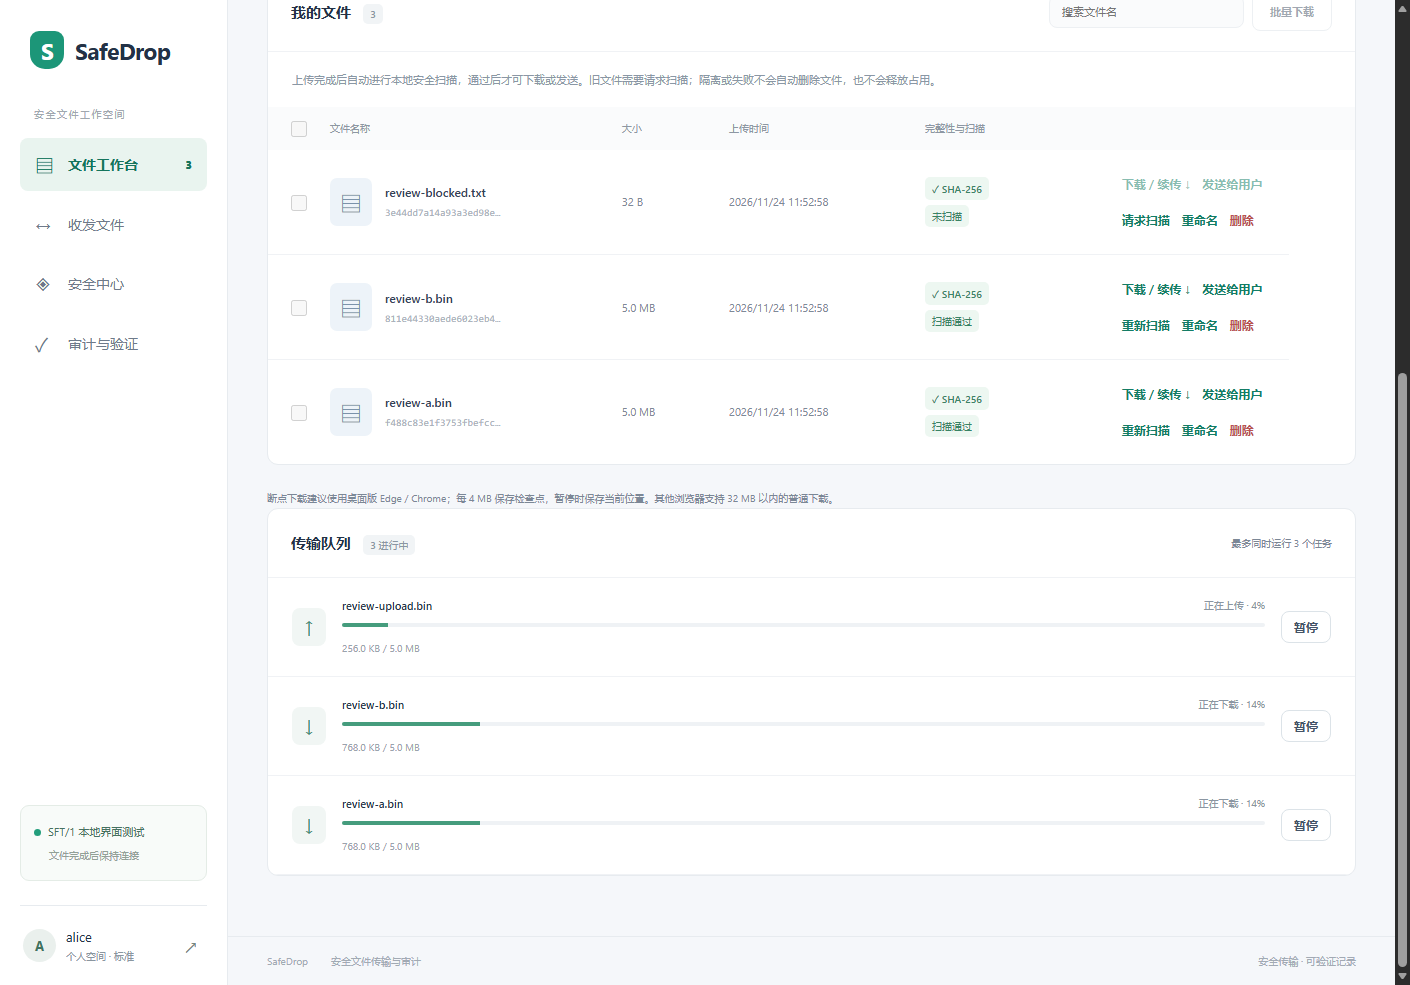 S SafeDrop
安全文件工作空间
文件工作台 3
收发文件
安全中心
审计与验证
SFT/1 本地界面测试
文件完成后保持连接
A alice
个人空间 · 标准
我的文件 3 搜索文件名 批量下载
上传完成后自动进行本地安全扫描，通过后才可下载或发送。旧文件需要请求扫描；隔离或失败不会自动删除文件，也不会释放占用。
文件名称 大小 上传时间 完整性与扫描
review-blocked.txt 32 B 2026/11/24 11:52:58 ✓ SHA-256 下载 / 续传 ↓ 发送给用户
3e44dd7a14a93a3ed98e… 未扫描 请求扫描 重命名 删除
review-b.bin 5.0 MB 2026/11/24 11:52:58 ✓ SHA-256 下载 / 续传 ↓ 发送给用户
811e44330aede6023eb4… 扫描通过 重新扫描 重命名 删除
review-a.bin 5.0 MB 2026/11/24 11:52:58 ✓ SHA-256 下载 / 续传 ↓ 发送给用户
f488c83e1f3753fbefcc… 扫描通过 重新扫描 重命名 删除
断点下载建议使用桌面版 Edge / Chrome；每 4 MB 保存检查点，暂停时保存当前位置。其他浏览器支持 32 MB 以内的普通下载。
传输队列 3 进行中 最多同时运行 3 个任务
review-upload.bin 正在上传 · 4%
256.0 KB / 5.0 MB 暂停
review-b.bin 正在下载 · 14%
768.0 KB / 5.0 MB 暂停
review-a.bin 正在下载 · 14%
768.0 KB / 5.0 MB 暂停
SafeDrop 安全文件传输与审计 安全传输 · 可验证记录